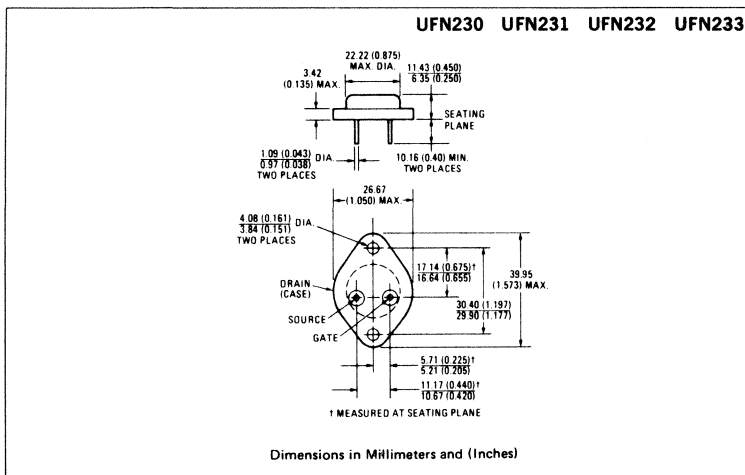 UFN230 UFN231 UFN232 UFN233
22.22 (0.875)
MAX. DIA.
3.42
(0.135) MAX.
11.43 (0.450)
6.35 (0.250)
SEATING
PLANE
1.09 (0.043) DIA.
0.97 (0.038)
TWO PLACES
10.16 (0.40) MIN.
TWO PLACES
26.67
(1.050) MAX.
4.08 (0.161) DIA.
3.84 (0.151)
TWO PLACES
17.14 (0.675)†
16.64 (0.655)
39.95
(1.573) MAX.
DRAIN
(CASE)
30.40 (1.197)
29.90 (1.177)
SOURCE
GATE
5.71 (0.225)†
5.21 (0.205)
11.17 (0.440)†
10.67 (0.420)
† MEASURED AT SEATING PLANE
Dimensions in Millimeters and (Inches)